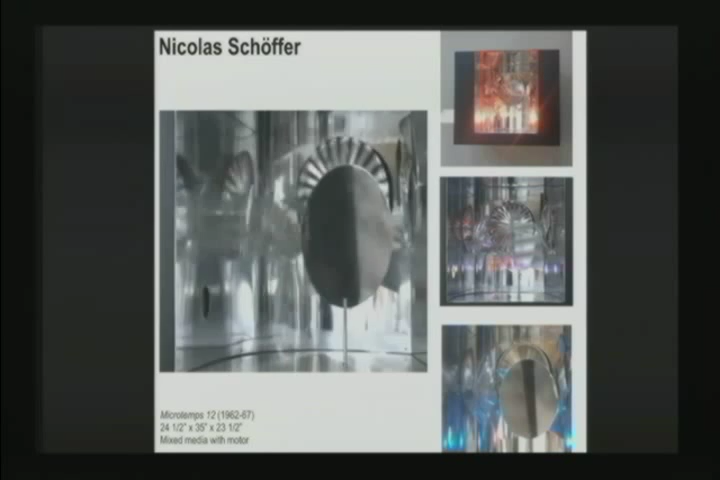 Nicolas Schöffer
Microtemps 12 (1962-67)
24 1/2" x 35" x 23 1/2"
Mixed media with motor